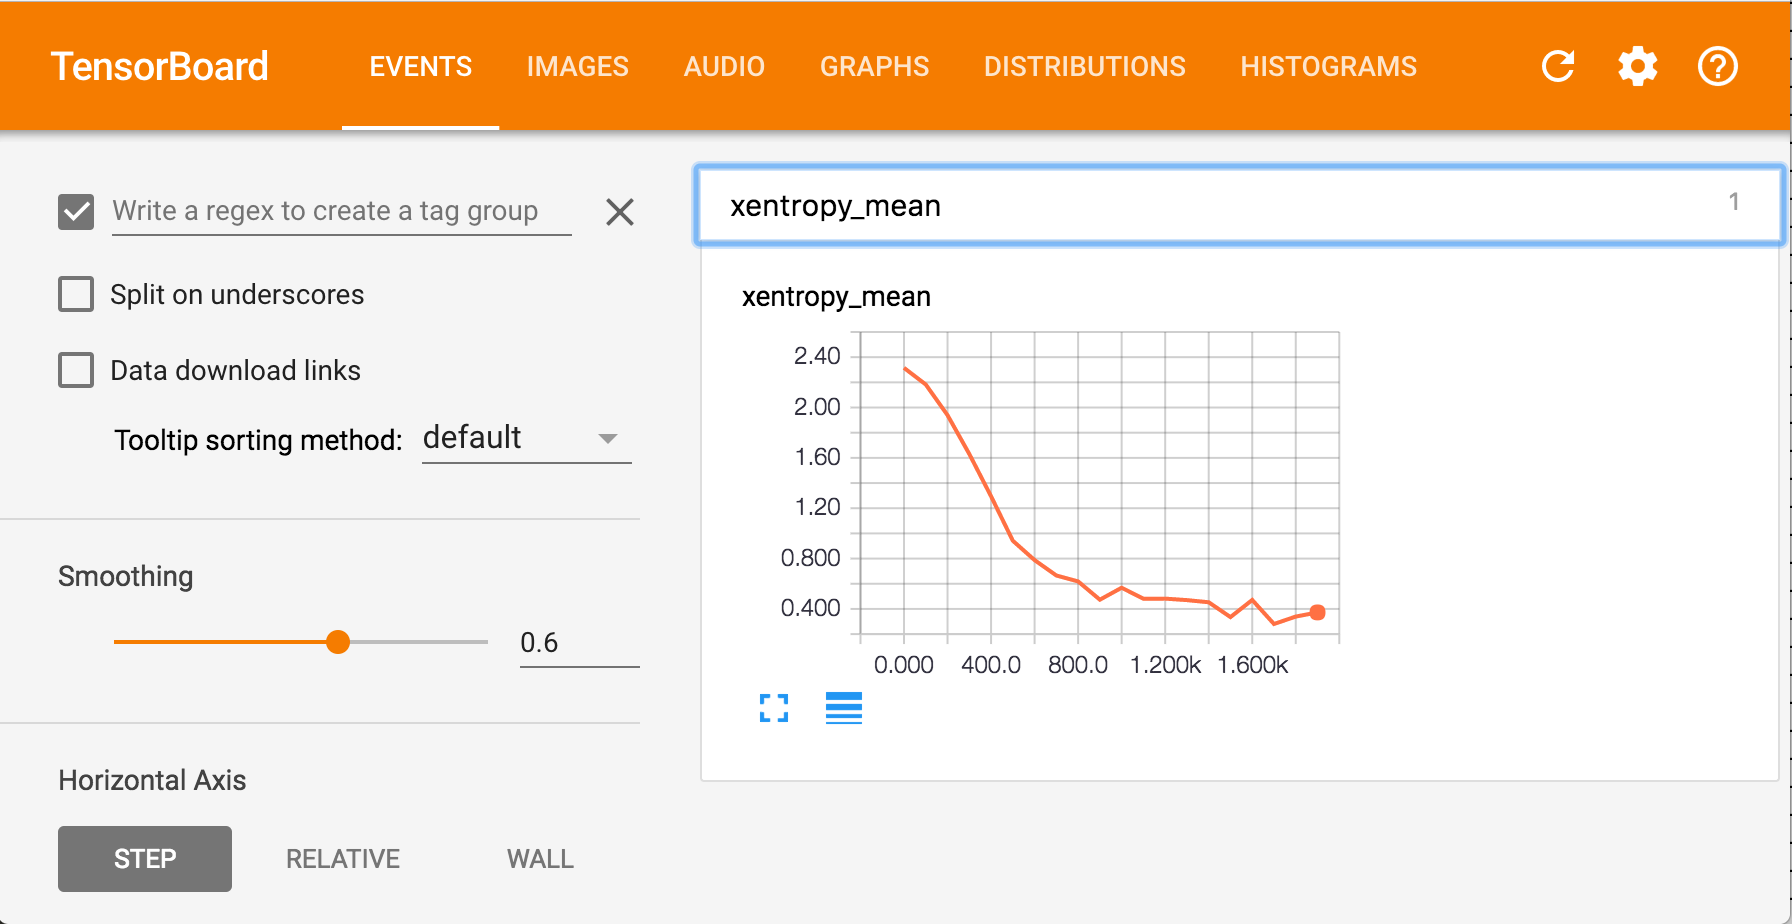 TensorBoard EVENTS IMAGES AUDIO GRAPHS DISTRIBUTIONS HISTOGRAMS
Write a regex to create a tag group
Split on underscores
Data download links
Tooltip sorting method: default
Smoothing
0.6
Horizontal Axis
STEP RELATIVE WALL
xentropy_mean 1
xentropy_mean
2.40
2.00
1.60
1.20
0.800
0.400
0.000 400.0 800.0 1.200k 1.600k